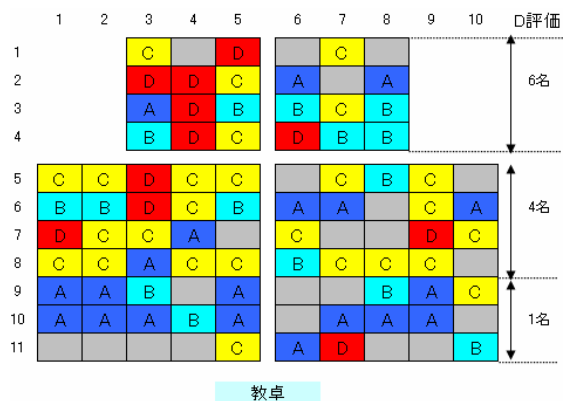 1 2 3 4 5 6 7 8 9 10 D評価
1 C D C
2 D D C A A 6名
3 A D B B C B
4 B D C D B B
5 C C D C C C B C
6 B B D C B A A C A 4名
7 D C C A C D C
8 C C A C C B C C C
9 A A B A B A C
10 A A A B A A A A 1名
11 C A D B
教卓